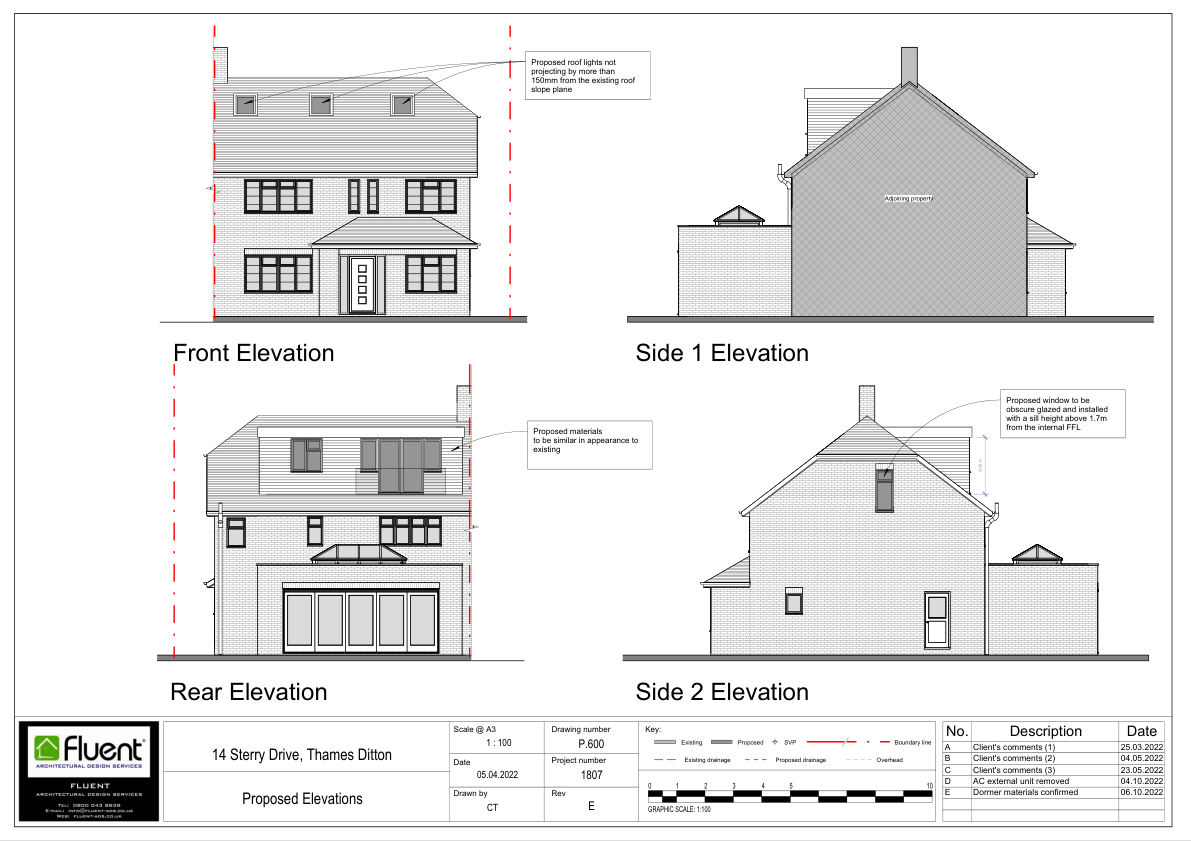 Proposed roof lights not
projecting by more than
150mm from the existing roof
slope plane
Adjoining property
Front Elevation
Side 1 Elevation
Proposed materials
to be similar in appearance to
existing
Proposed window to be
obscure glazed and installed
with a sill height above 1.7m
from the internal FFL
Rear Elevation
Side 2 Elevation
Fluent®
ARCHITECTURAL DESIGN SERVICES
FLUENT
ARCHITECTURAL DESIGN SERVICES
TEL: 0800 043 8838
E-MAIL: INFO@FLUENT-ADS.CO.UK
WEB: FLUENT-ADS.CO.UK
14 Sterry Drive, Thames Ditton
Proposed Elevations
Scale @ A3
1 : 100
Date
05.04.2022
Drawn by
CT
Drawing number
P.600
Project number
1807
Rev
E
Key:
Existing
Proposed
SVP
Boundary line
Existing drainage
Proposed drainage
Overhead
0 1 2 3 4 5 10
GRAPHIC SCALE: 1:100
No. Description Date
A Client's comments (1) 25.03.2022
B Client's comments (2) 04.05.2022
C Client's comments (3) 23.05.2022
D AC external unit removed 04.10.2022
E Dormer materials confirmed 06.10.2022